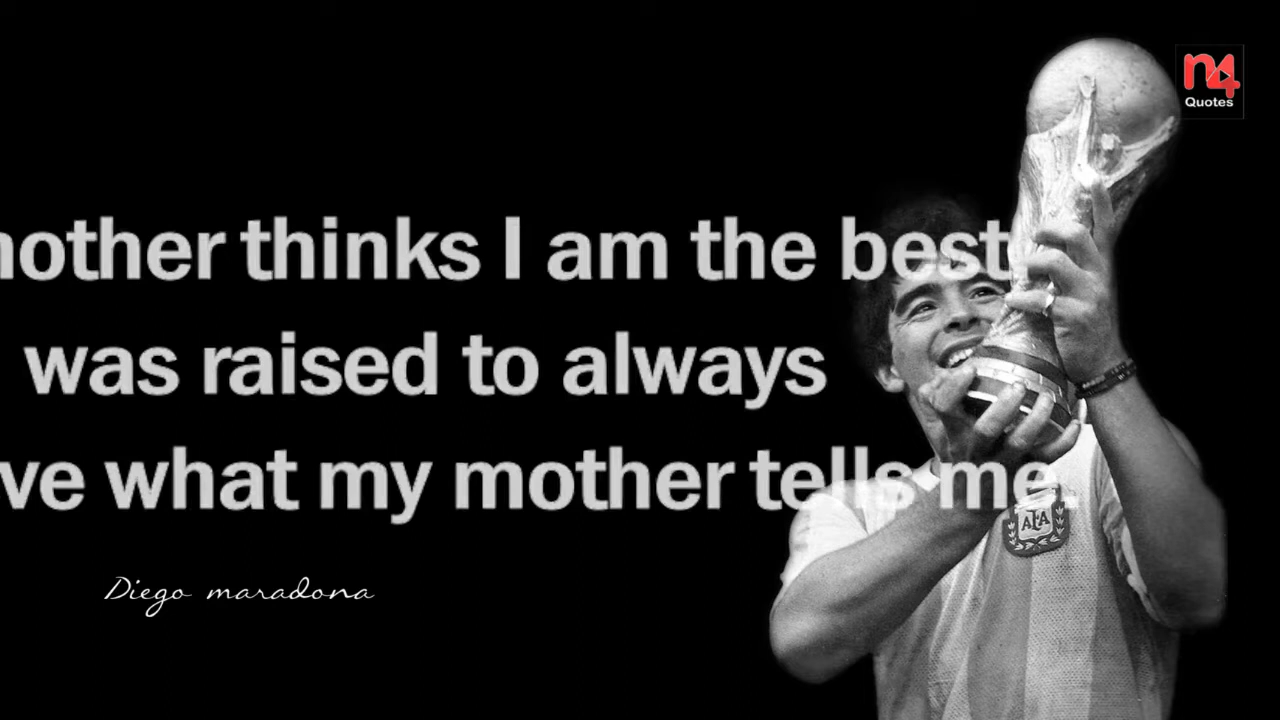 n4
Quotes
nother thinks I am the best
was raised to always
ve what my mother tells me.
Diego maradona
AFA